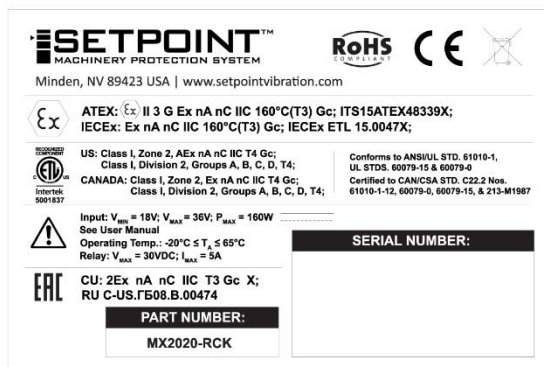 SETPOINT™
MACHINERY PROTECTION SYSTEM
RoHS
COMPLIANT
CE
Minden, NV 89423 USA | www.setpointvibration.com
Ex
ATEX: Ex II 3 G Ex nA nC IIC 160°C(T3) Gc; ITS15ATEX48339X;
IECEx: Ex nA nC IIC 160°C(T3) Gc; IECEx ETL 15.0047X;
RECOGNIZED
COMPONENT
C ETL US
Intertek
5001837
US: Class I, Zone 2, AEx nA nC IIC T4 Gc;
Class I, Division 2, Groups A, B, C, D, T4;
CANADA: Class I, Zone 2, Ex nA nC IIC T4 Gc;
Class I, Division 2, Groups A, B, C, D, T4;
Conforms to ANSI/UL STD. 61010-1,
UL STDS. 60079-15 & 60079-0
Certified to CAN/CSA STD. C22.2 Nos.
61010-1-12, 60079-0, 60079-15, & 213-M1987
Input: VMIN = 18V; VMAX = 36V; PMAX = 160W
See User Manual
Operating Temp.: -20°C ≤ TA ≤ 65°C
Relay: VMAX = 30VDC; IMAX = 5A
SERIAL NUMBER:
EAC
CU: 2Ex nA nC IIC T3 Gc X;
RU C-US.ГБ08.В.00474
PART NUMBER:
MX2020-RCK